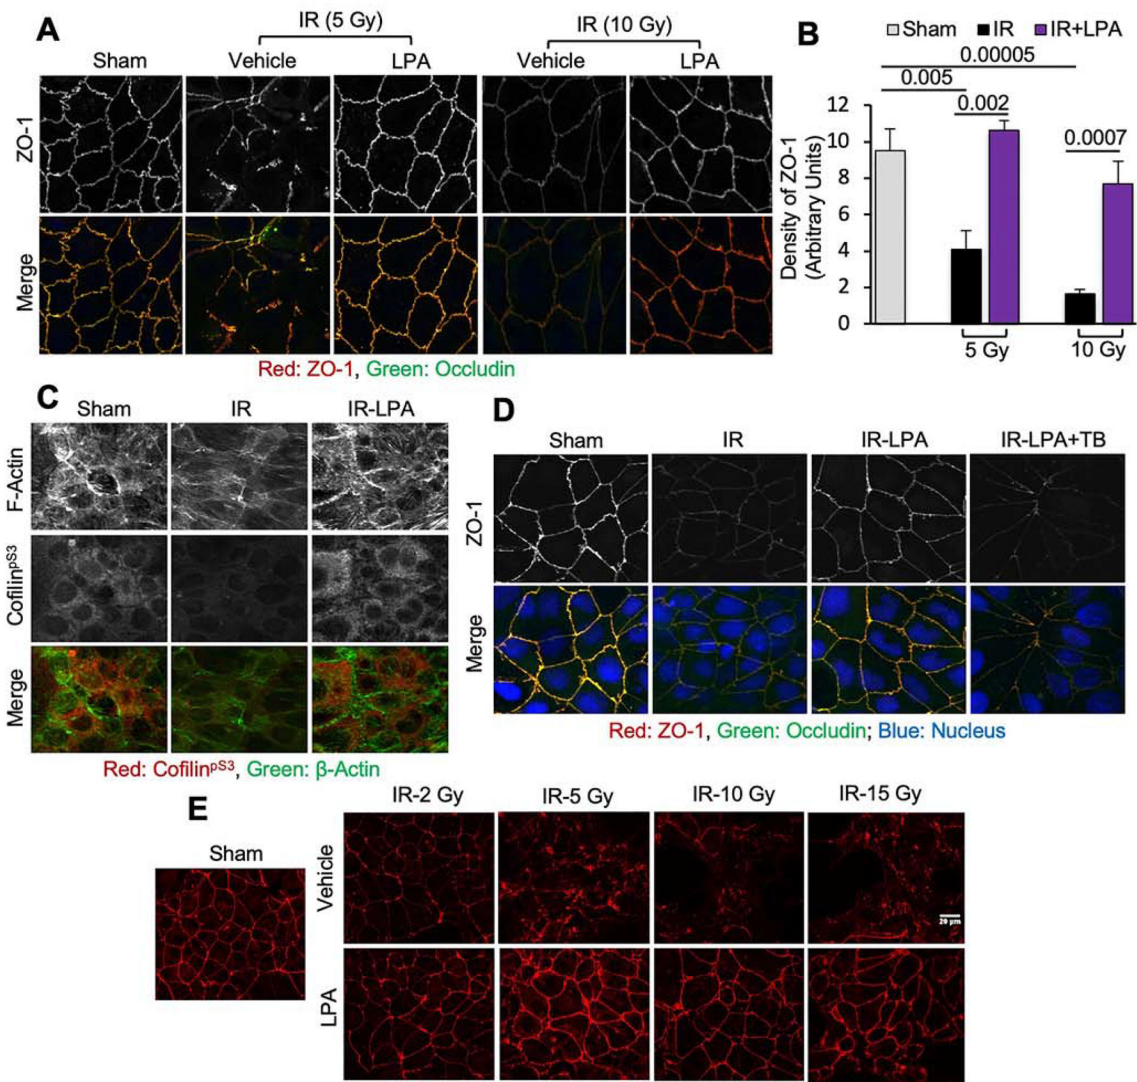 A
IR (5 Gy)
IR (10 Gy)
Sham
Vehicle
LPA
Vehicle
LPA
ZO-1
Merge
Red: ZO-1, Green: Occludin
B
Sham
IR
IR+LPA
0.00005
0.005
0.002
0.0007
Density of ZO-1
(Arbitrary Units)
12
10
8
6
4
2
0
5 Gy
10 Gy
C
Sham
IR
IR-LPA
F-Actin
Cofilinᵖˢ³
Merge
Red: Cofilinᵖˢ³, Green: β-Actin
D
Sham
IR
IR-LPA
IR-LPA+TB
ZO-1
Merge
Red: ZO-1, Green: Occludin; Blue: Nucleus
E
Sham
IR-2 Gy
IR-5 Gy
IR-10 Gy
IR-15 Gy
Vehicle
LPA
20 µm